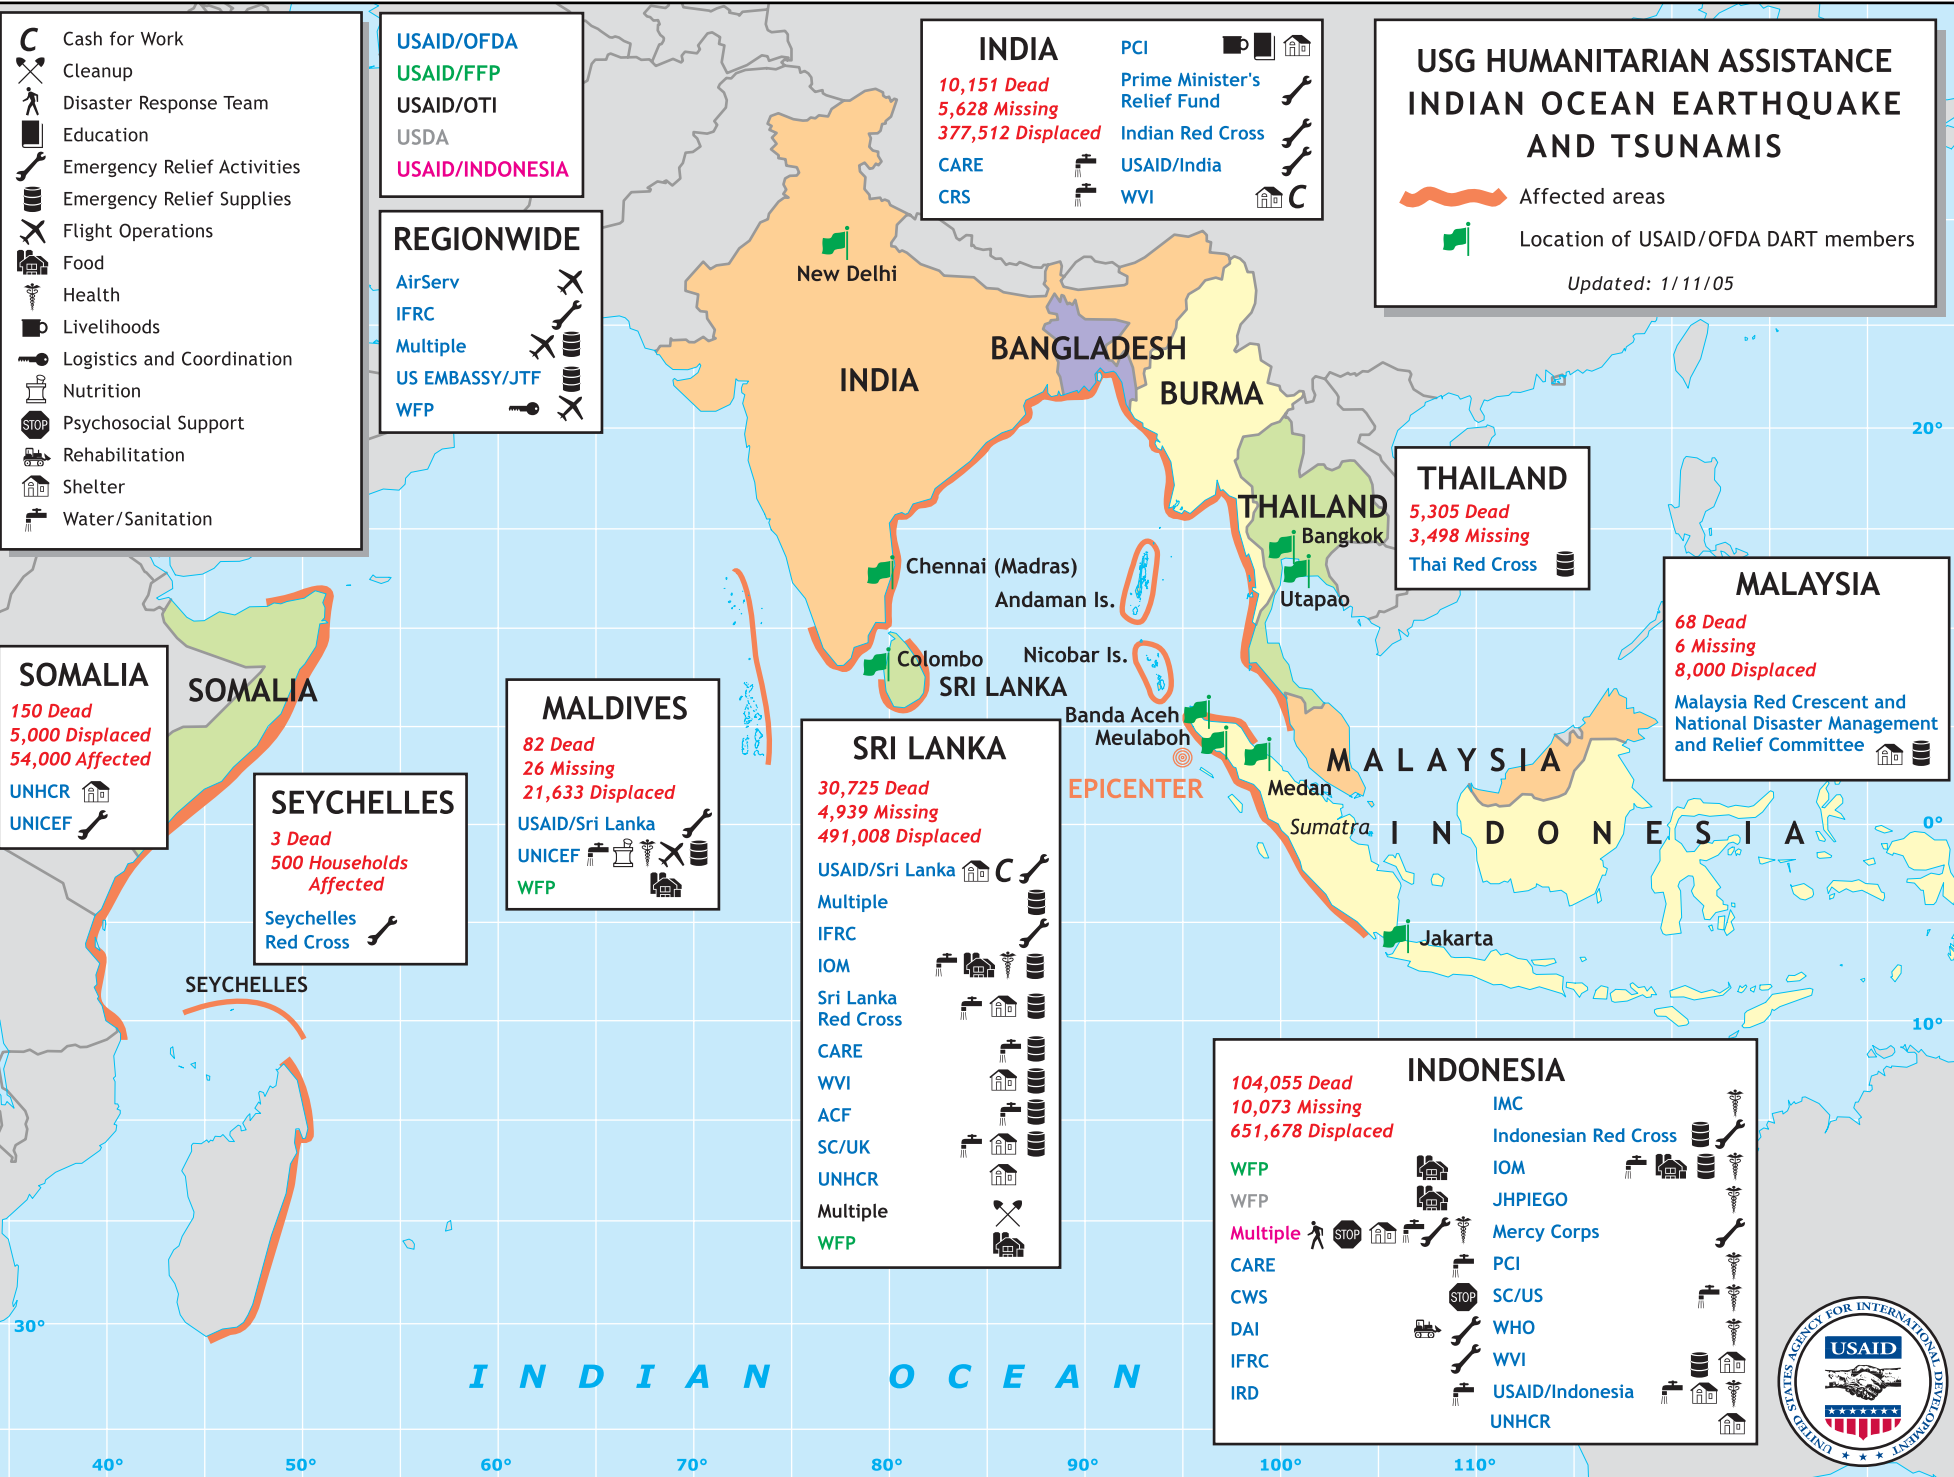 C Cash for Work
Cleanup
Disaster Response Team
Education
Emergency Relief Activities
Emergency Relief Supplies
Flight Operations
Food
Health
Livelihoods
Logistics and Coordination
Nutrition
STOP Psychosocial Support
Rehabilitation
Shelter
Water/Sanitation
USAID/OFDA
USAID/FFP
USAID/OTI
USDA
USAID/INDONESIA
REGIONWIDE
AirServ
IFRC
Multiple
US EMBASSY/JTF
WFP
INDIA
10,151 Dead
5,628 Missing
377,512 Displaced
CARE
CRS
PCI
Prime Minister's
Relief Fund
Indian Red Cross
USAID/India
WVI C
USG HUMANITARIAN ASSISTANCE
INDIAN OCEAN EARTHQUAKE
AND TSUNAMIS
Affected areas
Location of USAID/OFDA DART members
Updated: 1/11/05
New Delhi
BANGLADESH
INDIA
BURMA
20°
THAILAND
Bangkok
Utapao
THAILAND
5,305 Dead
3,498 Missing
Thai Red Cross
Chennai (Madras)
Andaman Is.
Nicobar Is.
Colombo
SRI LANKA
MALAYSIA
68 Dead
6 Missing
8,000 Displaced
Malaysia Red Crescent and
National Disaster Management
and Relief Committee
SOMALIA
150 Dead
5,000 Displaced
54,000 Affected
UNHCR
UNICEF
SOMALIA
SEYCHELLES
3 Dead
500 Households
Affected
Seychelles
Red Cross
SEYCHELLES
MALDIVES
82 Dead
26 Missing
21,633 Displaced
USAID/Sri Lanka
UNICEF
WFP
Banda Aceh
Meulaboh
EPICENTER
Medan
Sumatra
MALAYSIA
INDONESIA
0°
Jakarta
10°
SRI LANKA
30,725 Dead
4,939 Missing
491,008 Displaced
USAID/Sri Lanka C
Multiple
IFRC
IOM
Sri Lanka
Red Cross
CARE
WVI
ACF
SC/UK
UNHCR
Multiple
WFP
INDONESIA
104,055 Dead
10,073 Missing
651,678 Displaced
WFP
WFP
Multiple STOP
CARE
CWS STOP
DAI
IFRC
IRD
IMC
Indonesian Red Cross
IOM
JHPIEGO
Mercy Corps
PCI
SC/US
WHO
WVI
USAID/Indonesia
UNHCR
30°
INDIAN OCEAN
UNITED STATES AGENCY FOR INTERNATIONAL DEVELOPMENT
USAID
40° 50° 60° 70° 80° 90° 100° 110°